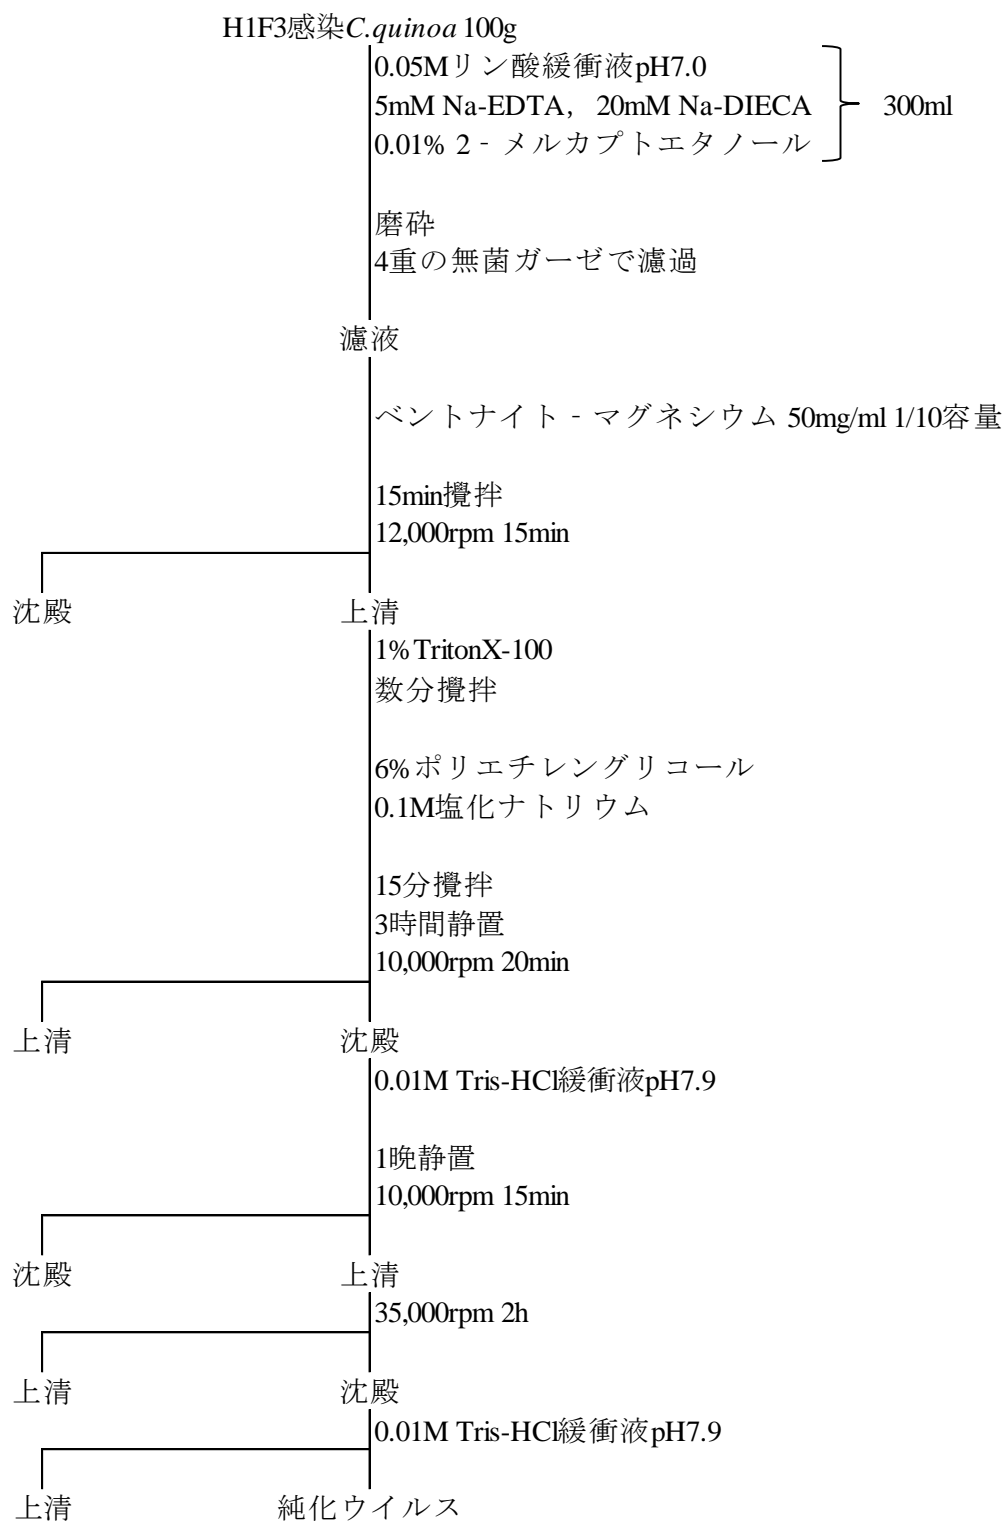 H1F3感染C.quinoa 100g
0.05Mリン酸緩衝液pH7.0
5mM Na-EDTA, 20mM Na-DIECA
300ml
0.01% 2‐メルカプトエタノール
磨砕
4重の無菌ガーゼで濾過
濾液
ベントナイト‐マグネシウム 50mg/ml 1/10容量
15min攪拌
12,000rpm 15min
沈殿 上清
1%TritonX-100
数分攪拌
6%ポリエチレングリコール
0.1M塩化ナトリウム
15分攪拌
3時間静置
10,000rpm 20min
上清 沈殿
0.01M Tris-HCl緩衝液pH7.9
1晩静置
10,000rpm 15min
沈殿 上清
35,000rpm 2h
上清 沈殿
0.01M Tris-HCl緩衝液pH7.9
上清 純化ウイルス